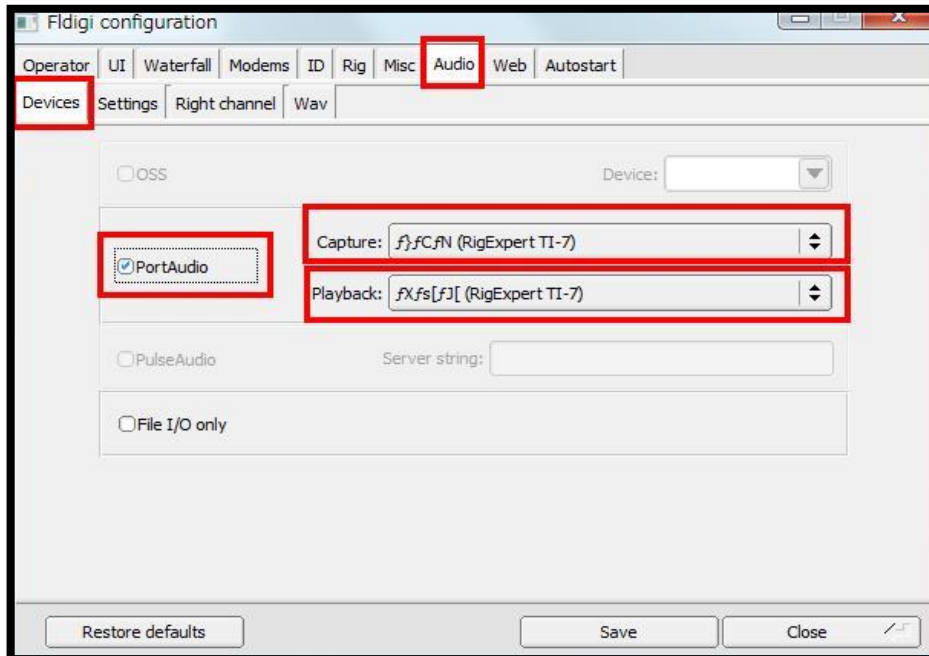 Fldigi configuration
Operator UI Waterfall Modems ID Rig Misc Audio Web Autostart
Devices Settings Right channel Wav
OSS Device:
Capture: ƒ}ƒCƒN (RigExpert TI-7)
PortAudio
Playback: ƒXƒs[ƒJ[ (RigExpert TI-7)
PulseAudio Server string:
File I/O only
Restore defaults Save Close